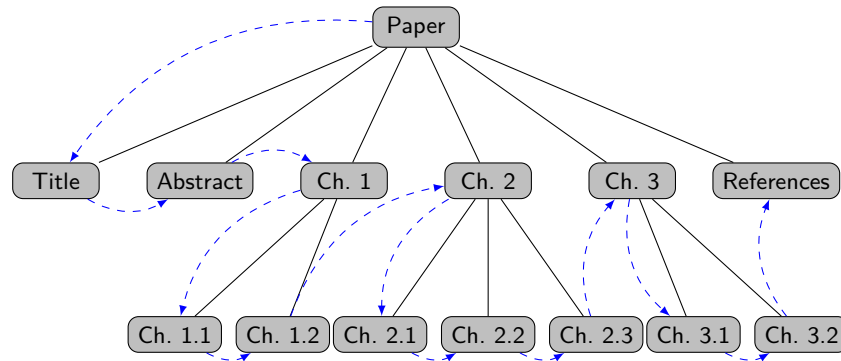 Paper
Title
Abstract
Ch. 1
Ch. 2
Ch. 3
References
Ch. 1.1
Ch. 1.2
Ch. 2.1
Ch. 2.2
Ch. 2.3
Ch. 3.1
Ch. 3.2